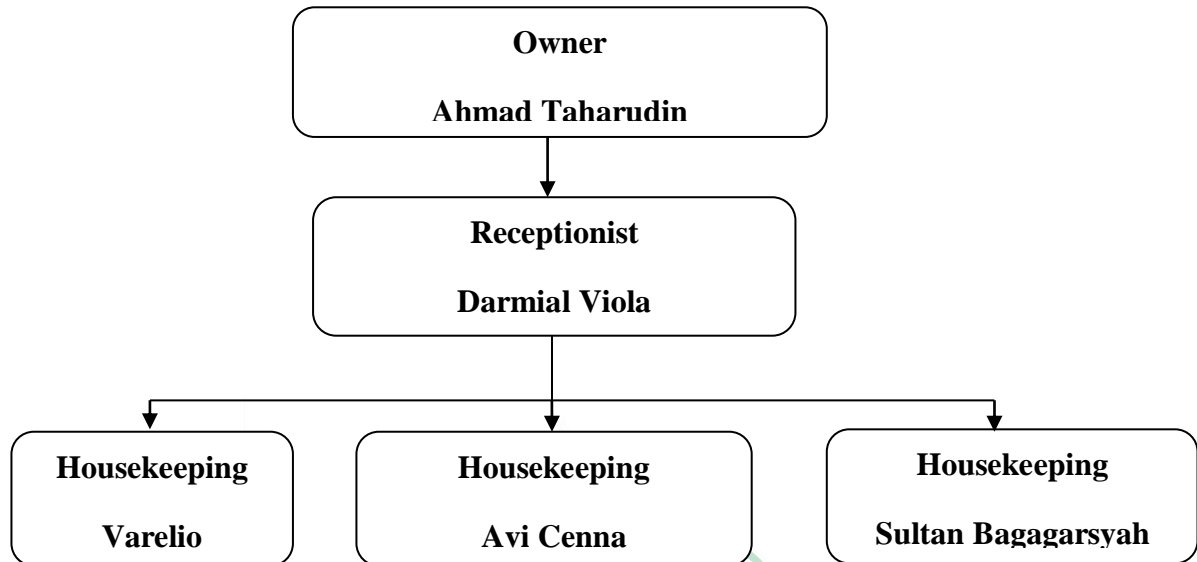 Owner
Ahmad Taharudin
Receptionist
Darmial Viola
Housekeeping
Varelio
Housekeeping
Avi Cenna
Housekeeping
Sultan Bagagarsyah